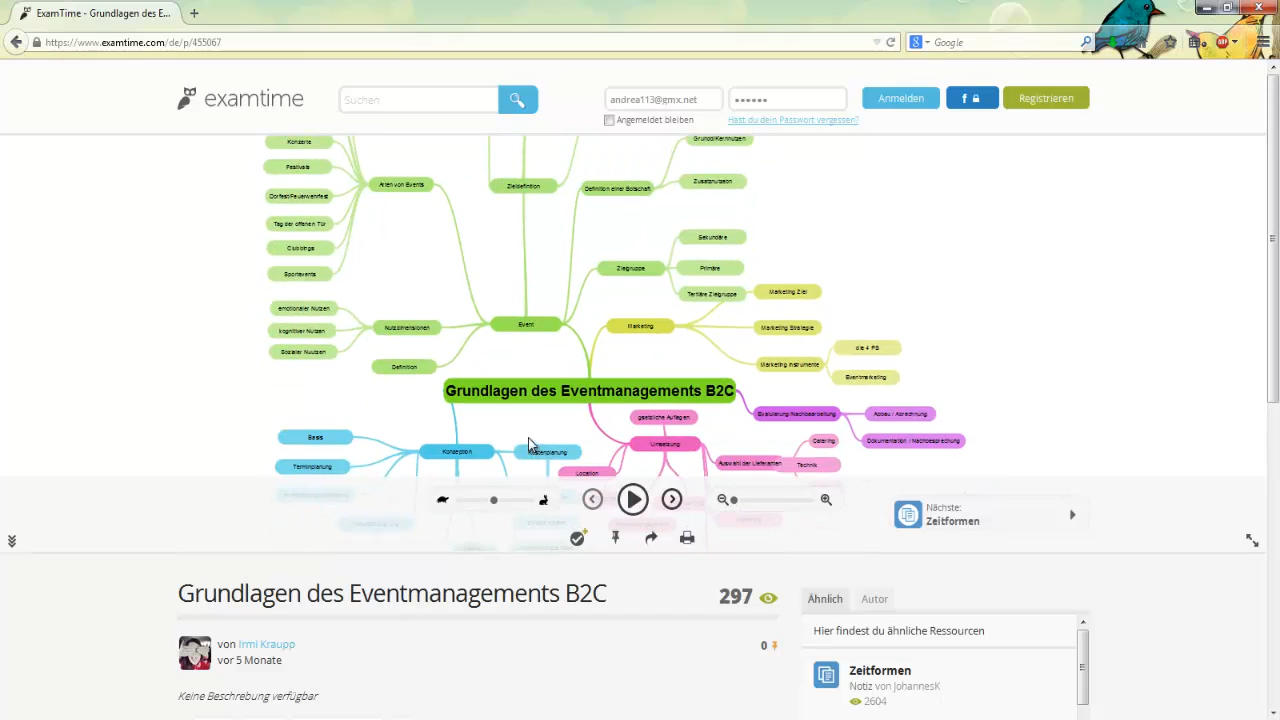 ExamTime - Grundlagen des E...
https://www.examtime.com/de/p/455067
Google
examtime
Suchen
andrea113@gmx.net
Anmelden
Registrieren
Angemeldet bleiben
Hast du dein Passwort vergessen?
Konzerte
Festivals
Dorffest/Feuerwehrfest
Tag der offenen Tür
Clubbings
Sportevents
Arten von Events
Zieldefintion
Definition einer Botschaft
Grund/Kernnutzen
Zusatznutzen
Zielgruppe
Sekundäre
Primäre
Tertiäre Zielgruppe
emotionaler Nutzen
kognitiver Nutzen
Sozialer Nuutzen
Nutzdimensionen
Definition
Event
Marketing
Marketing Ziel
Marketing Strategie
Marketing Instrumente
die 4 PS
Eventmarketing
Grundlagen des Eventmanagements B2C
Evaluierung/Nachbearbeitung
Abbau / Abrechnung
Dokumentation / Nachbesprechung
gsetzliche Auflagen
Umsetzung
Catering
Auswahl der Lieferanten
Technik
Location
Basis
Terminplanung
Konzeption
Nächste:
Zeitformen
Grundlagen des Eventmanagements B2C
297
von Irmi Kraupp
vor 5 Monate
0
Keine Beschreibung verfügbar
Ähnlich
Autor
Hier findest du ähnliche Ressourcen
Zeitformen
Notiz von JohannesK
2604